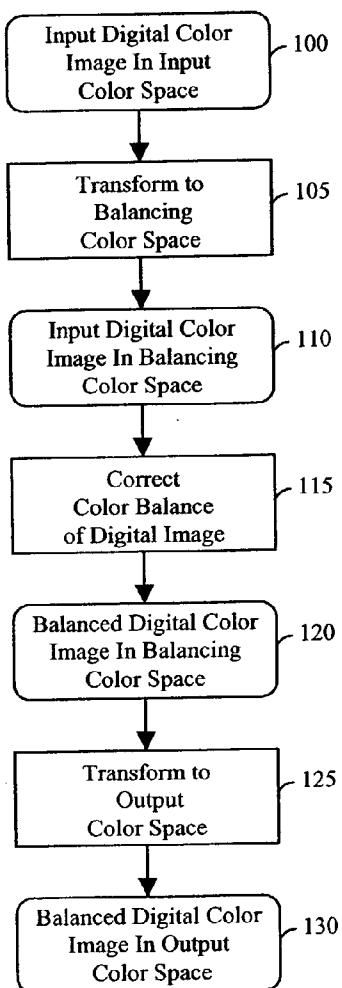 Input Digital Color
Image In Input
Color Space
100
Transform to
Balancing
Color Space
105
Input Digital Color
Image In Balancing
Color Space
110
Correct
Color Balance
of Digital Image
115
Balanced Digital Color
Image In Balancing
Color Space
120
Transform to
Output
Color Space
125
Balanced Digital Color
Image In Output
Color Space
130